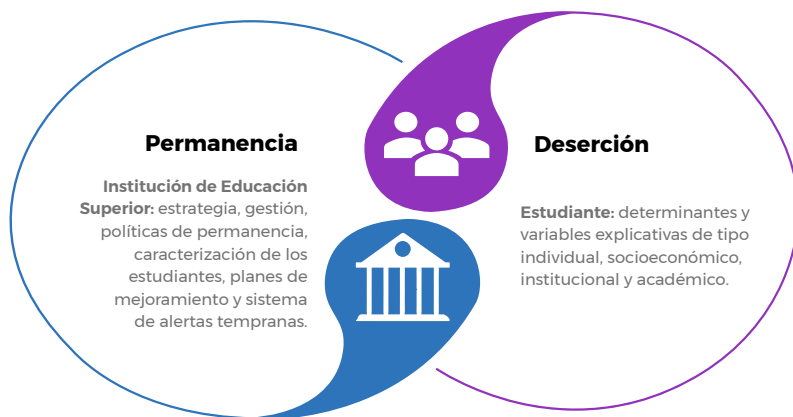 Permanencia
Institución de Educación
Superior: estrategia, gestión,
políticas de permanencia,
caracterización de los
estudiantes, planes de
mejoramiento y sistema
de alertas tempranas.
Deserción
Estudiante: determinantes y
variables explicativas de tipo
individual, socioeconómico,
institucional y académico.